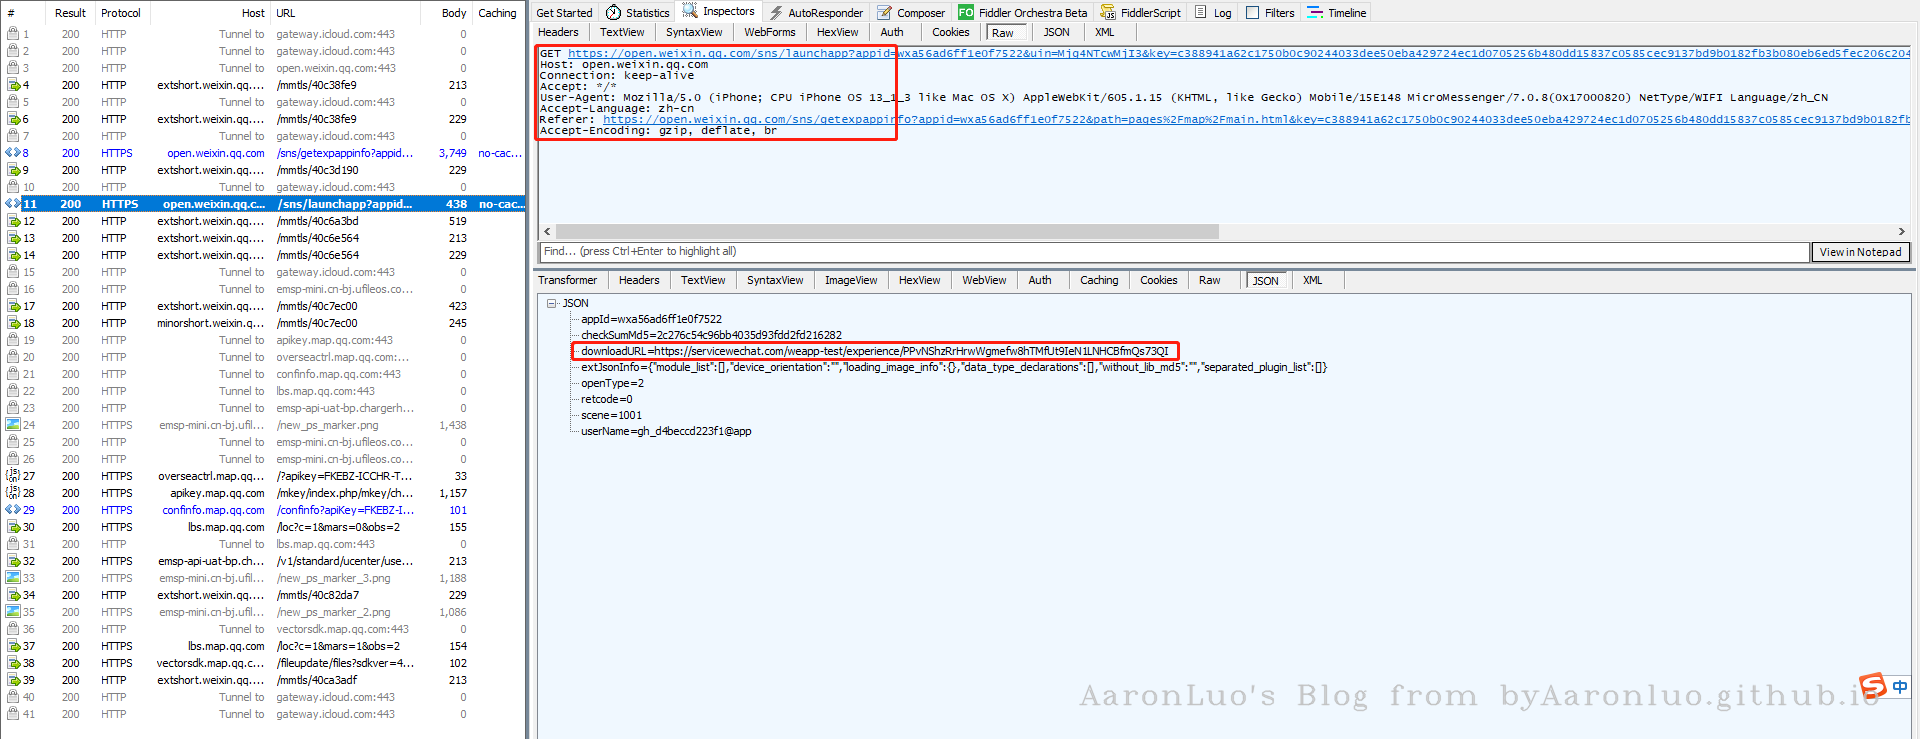 # Result Protocol Host URL Body Caching
1 200 HTTP Tunnel to gateway.icloud.com:443 0
2 200 HTTP Tunnel to gateway.icloud.com:443 0
3 200 HTTP Tunnel to open.weixin.qq.com:443 0
4 200 HTTP extshort.weixin.qq.... /mmtls/40c38fe9 213
5 200 HTTP Tunnel to gateway.icloud.com:443 0
6 200 HTTP extshort.weixin.qq.... /mmtls/40c38fe9 229
7 200 HTTP Tunnel to gateway.icloud.com:443 0
8 200 HTTPS open.weixin.qq.com /sns/getexpappinfo?appid... 3,749 no-cac...
9 200 HTTP extshort.weixin.qq.... /mmtls/40c3d190 229
10 200 HTTP Tunnel to gateway.icloud.com:443 0
11 200 HTTPS open.weixin.qq.c... /sns/launchapp?appid... 438 no-cac...
12 200 HTTP extshort.weixin.qq.... /mmtls/40c6a3bd 519
13 200 HTTP extshort.weixin.qq.... /mmtls/40c6e564 213
14 200 HTTP extshort.weixin.qq.... /mmtls/40c6e564 229
15 200 HTTP Tunnel to gateway.icloud.com:443 0
16 200 HTTP Tunnel to emsp-mini.cn-bj.ufileos.co... 0
17 200 HTTP extshort.weixin.qq.... /mmtls/40c7ec00 423
18 200 HTTP minorshort.weixin.q... /mmtls/40c7ec00 245
19 200 HTTP Tunnel to apikey.map.qq.com:443 0
20 200 HTTP Tunnel to overseactrl.map.qq.com:... 0
21 200 HTTP Tunnel to confinfo.map.qq.com:443 0
22 200 HTTP Tunnel to lbs.map.qq.com:443 0
23 200 HTTP Tunnel to emsp-api-uat-bp.chargerh... 0
24 200 HTTPS emsp-mini.cn-bj.ufil... /new_ps_marker.png 1,438
25 200 HTTP Tunnel to emsp-mini.cn-bj.ufileos.co... 0
26 200 HTTP Tunnel to emsp-mini.cn-bj.ufileos.co... 0
27 200 HTTPS overseactrl.map.qq... /?apikey=FKEBZ-ICCHR-T... 33
28 200 HTTPS apikey.map.qq.com /mkey/index.php/mkey/ch... 1,157
29 200 HTTPS confinfo.map.qq.com /confinfo?apiKey=FKEBZ-I... 101
30 200 HTTPS lbs.map.qq.com /loc?c=1&mars=0&obs=2 155
31 200 HTTP Tunnel to lbs.map.qq.com:443 0
32 200 HTTPS emsp-api-uat-bp.ch... /v1/standard/ucenter/use... 213
33 200 HTTPS emsp-mini.cn-bj.ufil... /new_ps_marker_3.png 1,188
34 200 HTTP extshort.weixin.qq.... /mmtls/40c82da7 229
35 200 HTTPS emsp-mini.cn-bj.ufil... /new_ps_marker_2.png 1,086
36 200 HTTP Tunnel to vectorsdk.map.qq.com:443 0
37 200 HTTPS lbs.map.qq.com /loc?c=1&mars=1&obs=2 154
38 200 HTTPS vectorsdk.map.qq.c... /fileupdate/files?sdkver=4... 102
39 200 HTTP extshort.weixin.qq.... /mmtls/40ca3adf 213
40 200 HTTP Tunnel to gateway.icloud.com:443 0
41 200 HTTP Tunnel to gateway.icloud.com:443 0
Get Started Statistics Inspectors AutoResponder Composer FO Fiddler Orchestra Beta FiddlerScript Log Filters Timeline
Headers TextView SyntaxView WebForms HexView Auth Cookies Raw JSON XML
GET https://open.weixin.qq.com/sns/launchapp?appid=wxa56ad6ff1e0f7522&uin=Mjq4NTcwMjI3&key=c388941a62c1750b0c90244033dee50eba429724ec1d0705256b480dd15837c0585cec9137bd9b0182fb3b080eb6ed5fec206c204
Host: open.weixin.qq.com
Connection: keep-alive
Accept: */*
User-Agent: Mozilla/5.0 (iPhone; CPU iPhone OS 13_1_3 like Mac OS X) AppleWebKit/605.1.15 (KHTML, like Gecko) Mobile/15E148 MicroMessenger/7.0.8(0x17000820) NetType/WIFI Language/zh_CN
Accept-Language: zh-cn
Referer: https://open.weixin.qq.com/sns/getexpappinfo?appid=wxa56ad6ff1e0f7522&path=pages%2Fmap%2Fmain.html&key=c388941a62c1750b0c90244033dee50eba429724ec1d0705256b480dd15837c0585cec9137bd9b0182fb
Accept-Encoding: gzip, deflate, br
Find... (press Ctrl+Enter to highlight all) View in Notepad
Transformer Headers TextView SyntaxView ImageView HexView WebView Auth Caching Cookies Raw JSON XML
JSON
appId=wxa56ad6ff1e0f7522
checkSumMd5=2c276c54c96bb4035d93fdd2fd216282
downloadURL=https://servicewechat.com/weapp-test/experience/PPvNShzRrHrwWgmefw8hTMfUt9IeN1LNHCBfmQs73QI
extJsonInfo={"module_list":[],"device_orientation":"","loading_image_info":{},"data_type_declarations":[],"without_lib_md5":"","separated_plugin_list":[]}
openType=2
retcode=0
scene=1001
userName=gh_d4beccd223f1@app
AaronLuo's Blog from byAaronluo.github.io
S 中